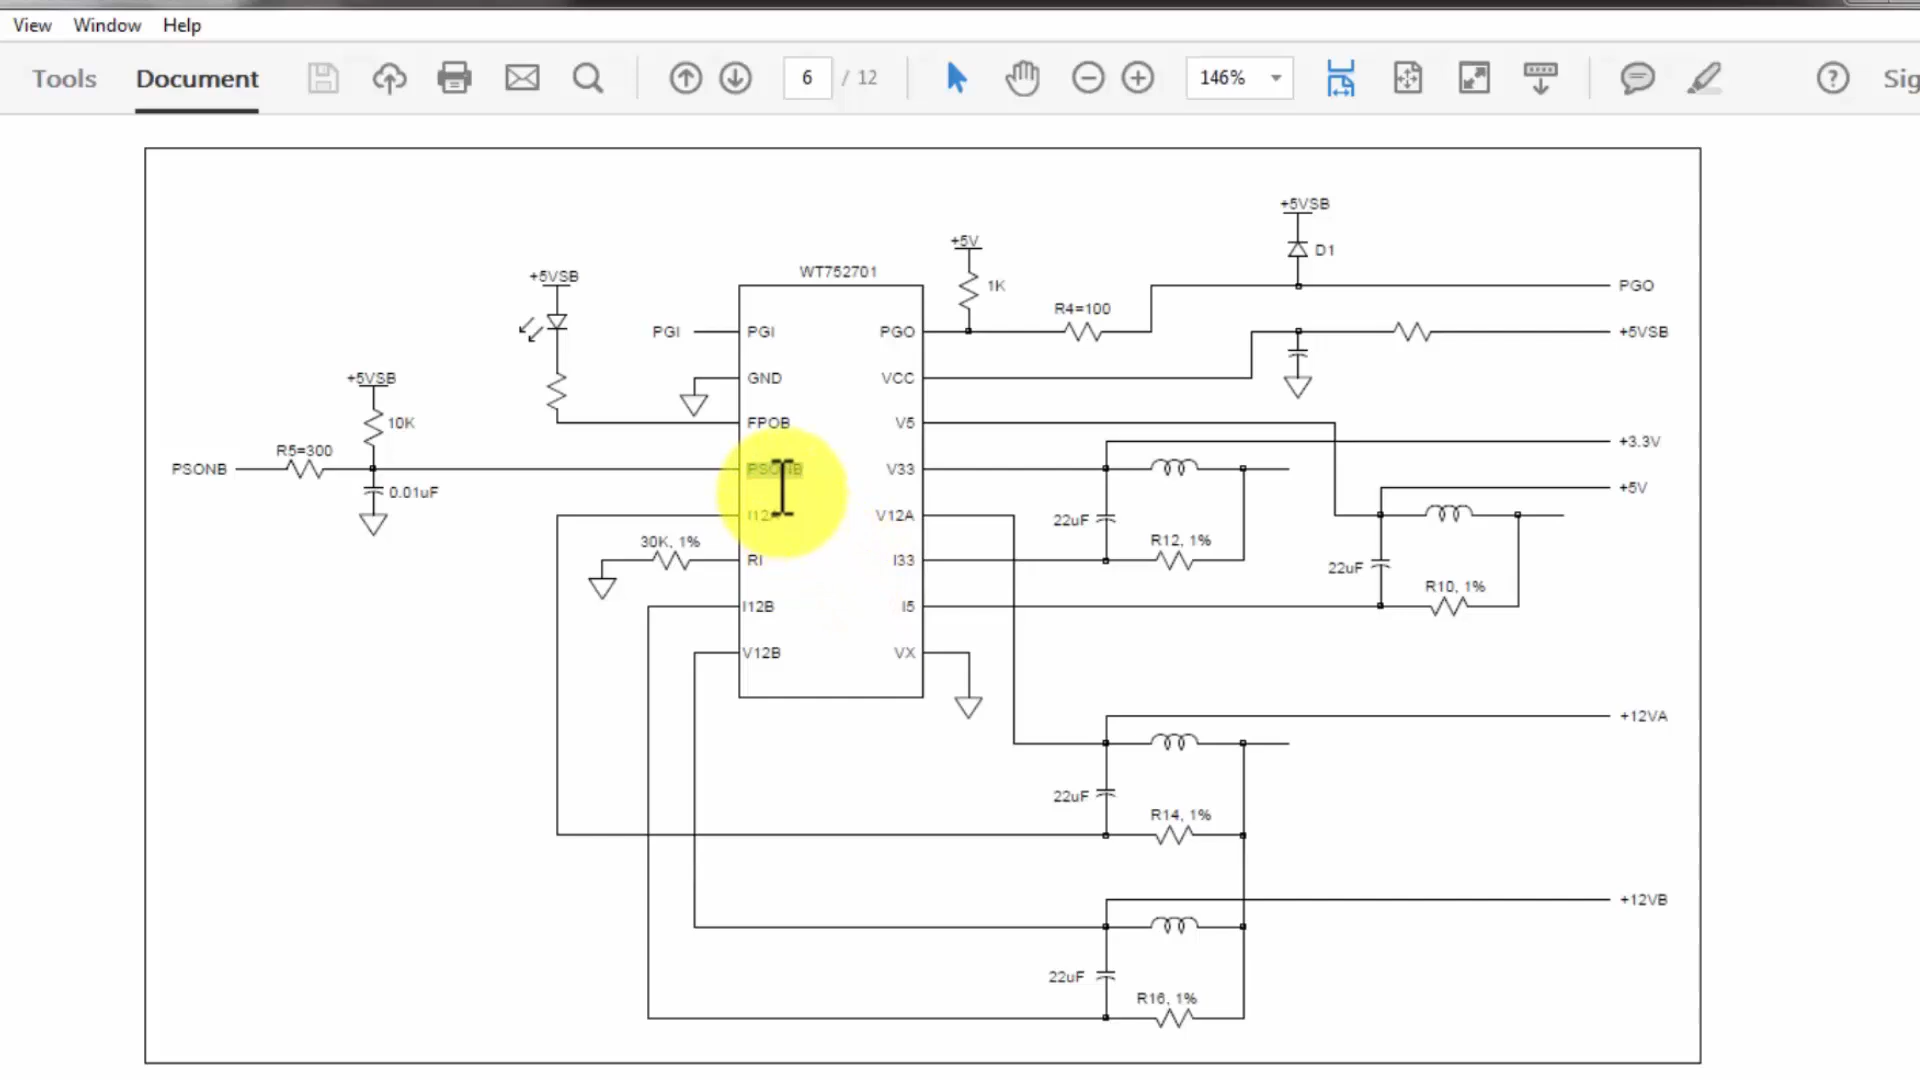 View Window Help
Tools Document 6 / 12 146% Sig
+5VSB
+5V
D1
WT752701
+5VSB
1K
PGO
R4=100
PGI PGI PGO +5VSB
+5VSB
GND VCC
10K FPOB V5
+3.3V
R5=300
PSONB PSONB V33
+5V
0.01uF
I12A V12A 22uF
30K, 1% R12, 1%
RI I33
22uF
R10, 1%
I12B I5
V12B VX
+12VA
22uF
R14, 1%
+12VB
22uF
R16, 1%